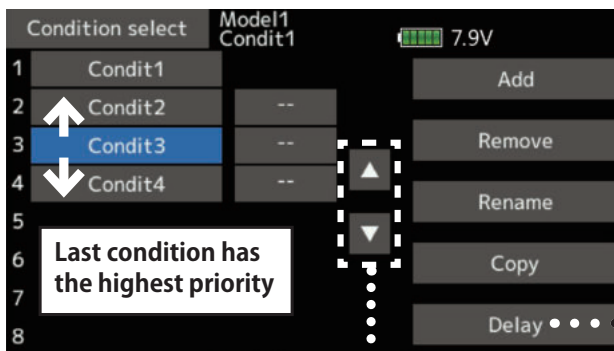 Condition select
Model1
Condit1
7.9V
1 Condit1
2 Condit2 --
3 Condit3 --
4 Condit4 --
5
6
7
8
▲
▼
Add
Remove
Rename
Copy
Delay
Last condition has
the highest priority